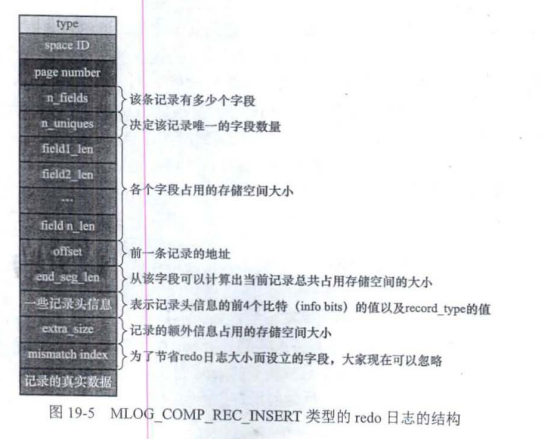 type
space ID
page number
n_fields
该条记录有多少个字段
n_uniques
决定该记录唯一的字段数量
field1_len
field2_len
...
field n_len
各个字段占用的存储空间大小
offset
前一条记录的地址
end_seg_len
从该字段可以计算出当前记录总共占用存储空间的大小
一些记录头信息
表示记录头信息的前4个比特（info bits）的值以及record_type的值
extra_size
记录的额外信息占用的存储空间大小
mismatch index
为了节省redo日志大小而设立的字段，大家现在可以忽略
记录的真实数据
图 19-5 MLOG_COMP_REC_INSERT 类型的 redo 日志的结构